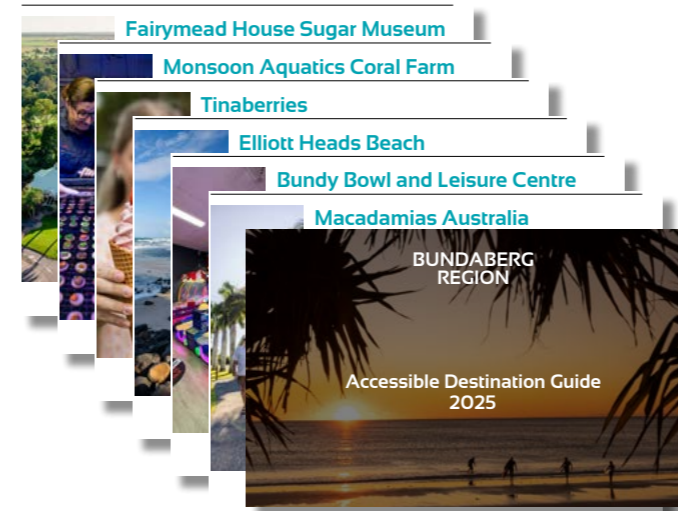 Fairymead House Sugar Museum
Monsoon Aquatics Coral Farm
Tinaberries
Elliott Heads Beach
Bundy Bowl and Leisure Centre
Macadamias Australia
BUNDABERG
REGION
Accessible Destination Guide
2025